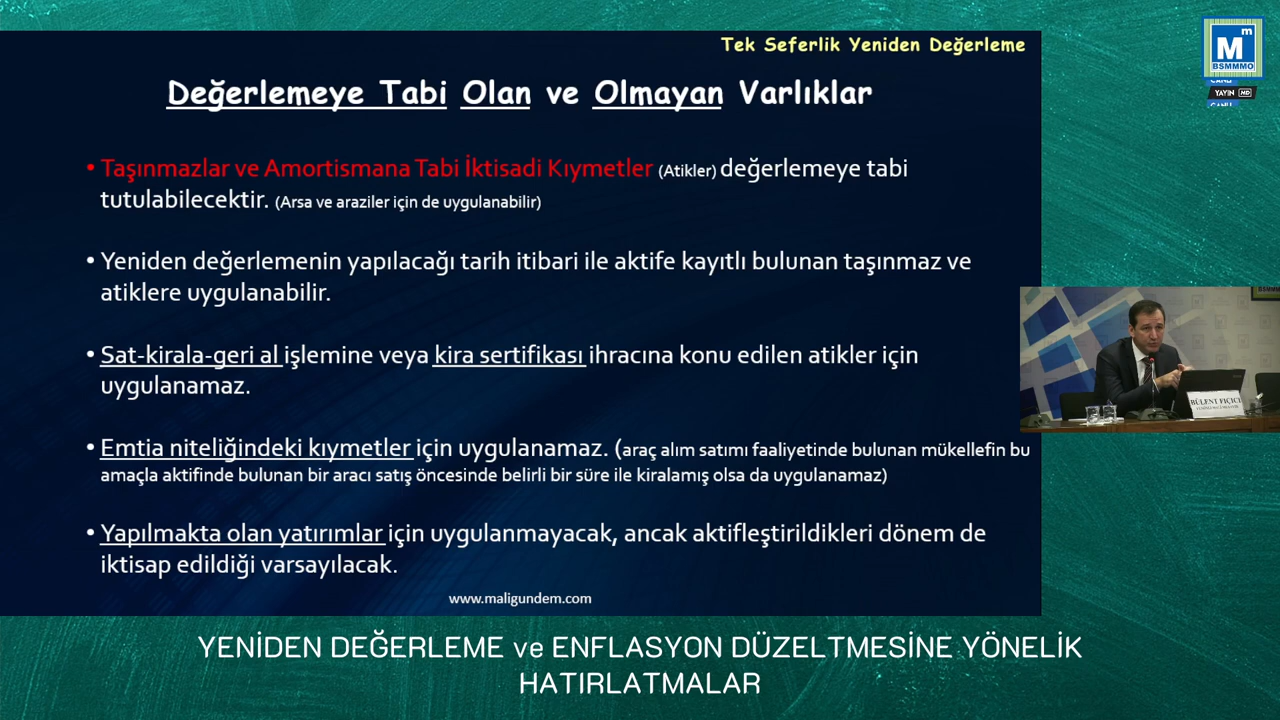 Tek Seferlik Yeniden Değerleme
Değerlemeye Tabi Olan ve Olmayan Varlıklar
• Taşınmazlar ve Amortismana Tabi İktisadi Kıymetler (Atikler) değerlemeye tabi
tutulabilecektir. (Arsa ve araziler için de uygulanabilir)
• Yeniden değerlemenin yapılacağı tarih itibari ile aktife kayıtlı bulunan taşınmaz ve
atiklere uygulanabilir.
• Sat-kirala-geri al işlemine veya kira sertifikası ihracına konu edilen atikler için
uygulanamaz.
• Emtia niteliğindeki kıymetler için uygulanamaz. (araç alım satımı faaliyetinde bulunan mükellefin bu
amaçla aktifinde bulunan bir aracı satış öncesinde belirli bir süre ile kiralamış olsa da uygulanamaz)
• Yapılmakta olan yatırımlar için uygulanmayacak, ancak aktifleştirildikleri dönem de
iktisap edildiği varsayılacak.
www.maligundem.com
Mm
BSMMMO
YAYIN HD
BÜLENT FIÇICI
YENİDEN DEĞERLEME ve ENFLASYON DÜZELTMESİNE YÖNELİK
HATIRLATMALAR